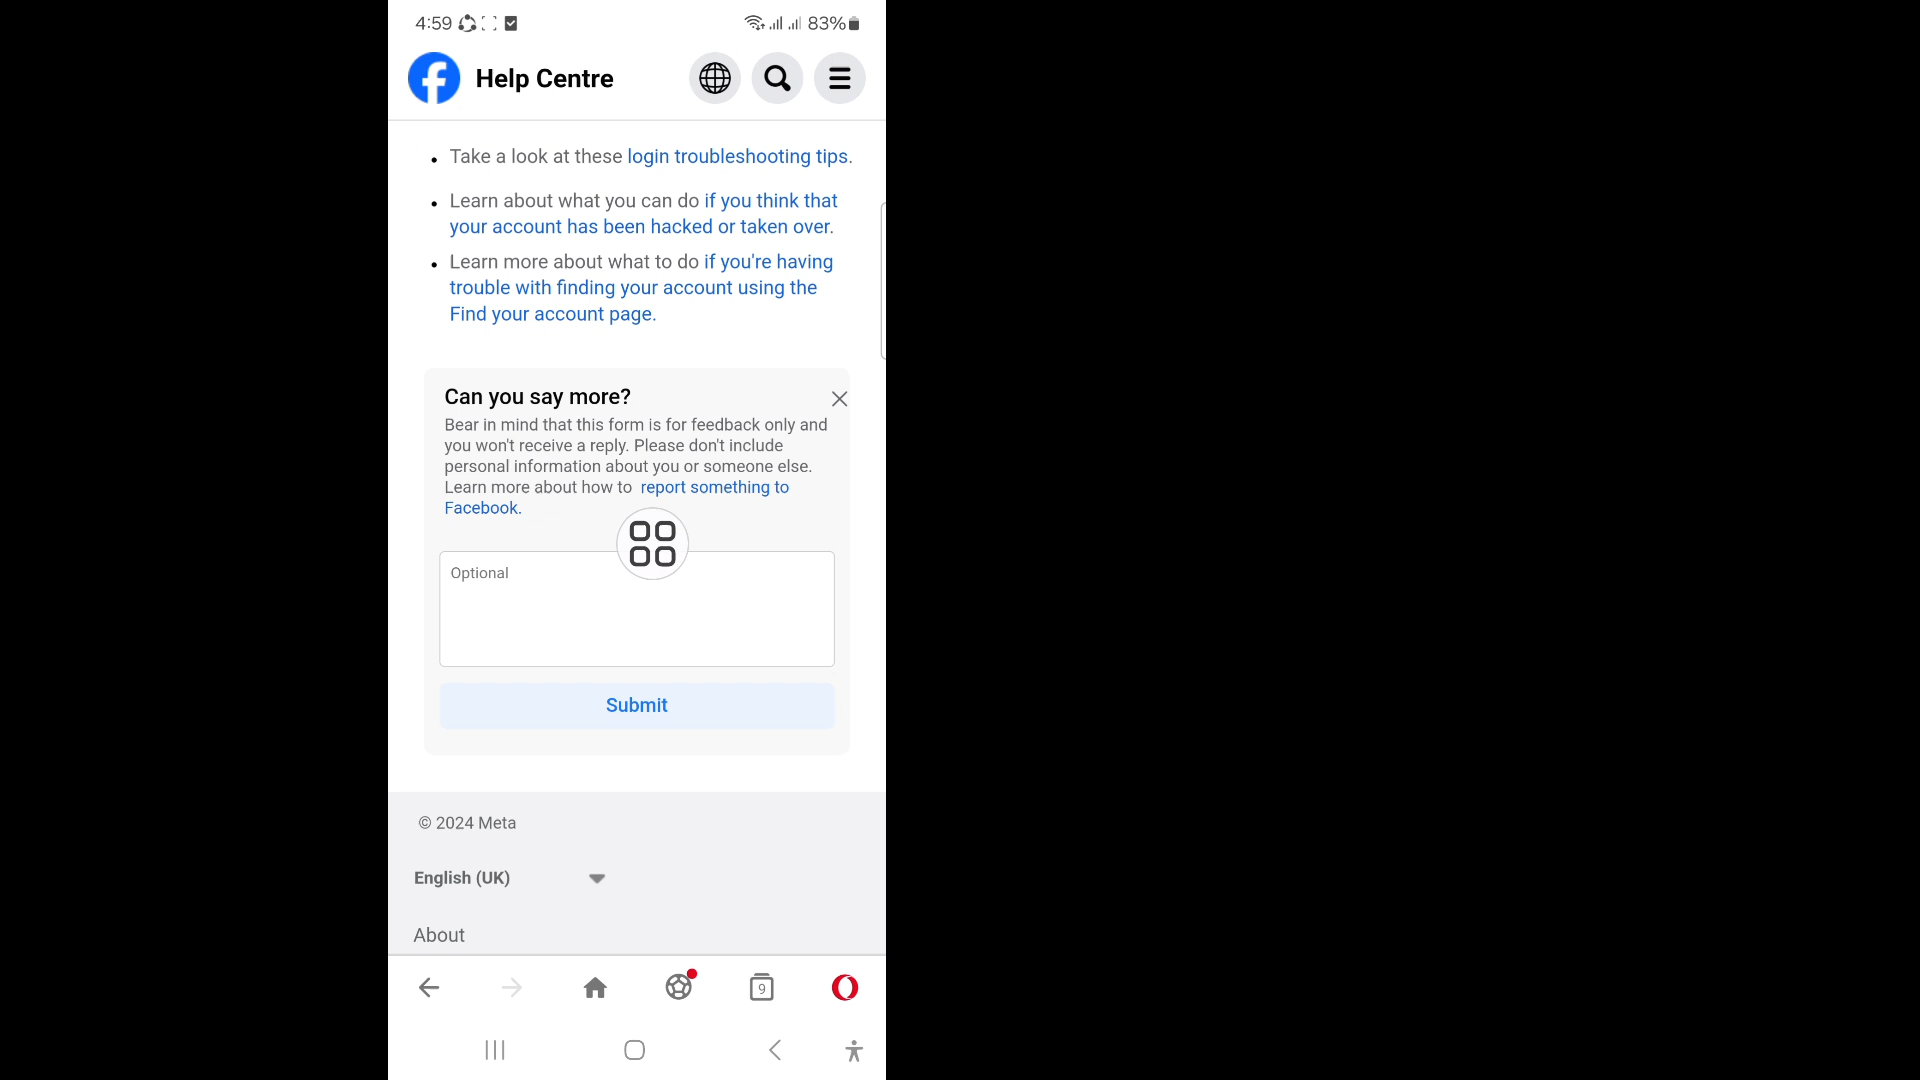 4:59
83%
Help Centre
Take a look at these login troubleshooting tips.
Learn about what you can do if you think that
your account has been hacked or taken over.
Learn more about what to do if you're having
trouble with finding your account using the
Find your account page.
Can you say more?
Bear in mind that this form is for feedback only and
you won't receive a reply. Please don't include
personal information about you or someone else.
Learn more about how to report something to
Facebook.
Optional
Submit
© 2024 Meta
English (UK)
About
9